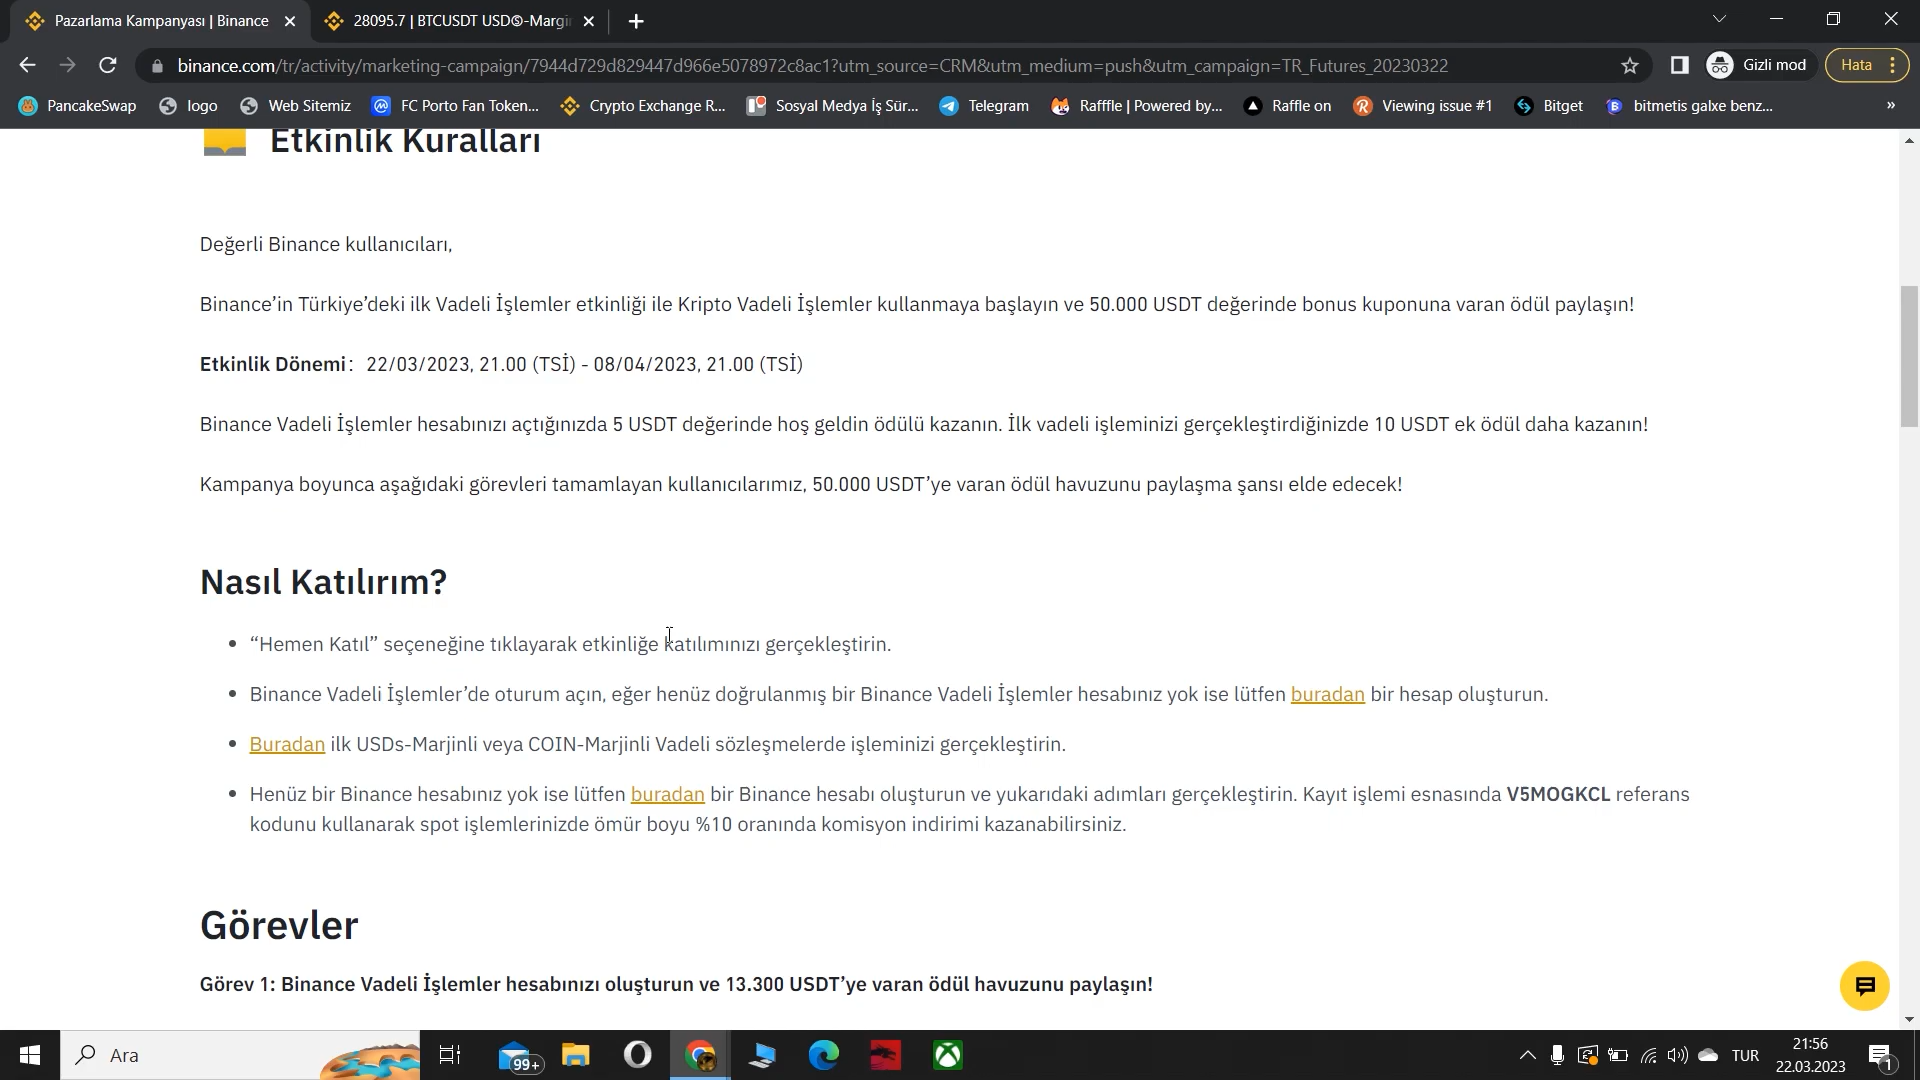 Pazarlama Kampanyası | Binance
28095.7 | BTCUSDT USDⓈ-Margi
binance.com/tr/activity/marketing-campaign/7944d729d829447d966e5078972c8ac1?utm_source=CRM&utm_medium=push&utm_campaign=TR_Futures_20230322
Gizli mod
Hata
PancakeSwap
logo
Web Sitemiz
FC Porto Fan Token...
Crypto Exchange R...
Sosyal Medya İş Sür...
Telegram
Rafffle | Powered by...
Raffle on
Viewing issue #1
Bitget
bitmetis galxe benz...
»
Etkinlik Kuralları
Değerli Binance kullanıcıları,
Binance’in Türkiye’deki ilk Vadeli İşlemler etkinliği ile Kripto Vadeli İşlemler kullanmaya başlayın ve 50.000 USDT değerinde bonus kuponuna varan ödül paylaşın!
Etkinlik Dönemi: 22/03/2023, 21.00 (TSİ) - 08/04/2023, 21.00 (TSİ)
Binance Vadeli İşlemler hesabınızı açtığınızda 5 USDT değerinde hoş geldin ödülü kazanın. İlk vadeli işleminizi gerçekleştirdiğinizde 10 USDT ek ödül daha kazanın!
Kampanya boyunca aşağıdaki görevleri tamamlayan kullanıcılarımız, 50.000 USDT’ye varan ödül havuzunu paylaşma şansı elde edecek!
Nasıl Katılırım?
• “Hemen Katıl” seçeneğine tıklayarak etkinliğe katılımınızı gerçekleştirin.
• Binance Vadeli İşlemler’de oturum açın, eğer henüz doğrulanmış bir Binance Vadeli İşlemler hesabınız yok ise lütfen buradan bir hesap oluşturun.
• Buradan ilk USDs-Marjinli veya COIN-Marjinli Vadeli sözleşmelerde işleminizi gerçekleştirin.
• Henüz bir Binance hesabınız yok ise lütfen buradan bir Binance hesabı oluşturun ve yukarıdaki adımları gerçekleştirin. Kayıt işlemi esnasında V5MOGKCL referans
kodunu kullanarak spot işlemlerinizde ömür boyu %10 oranında komisyon indirimi kazanabilirsiniz.
Görevler
Görev 1: Binance Vadeli İşlemler hesabınızı oluşturun ve 13.300 USDT’ye varan ödül havuzunu paylaşın!
Ara
99+
TUR
21:56
22.03.2023
1